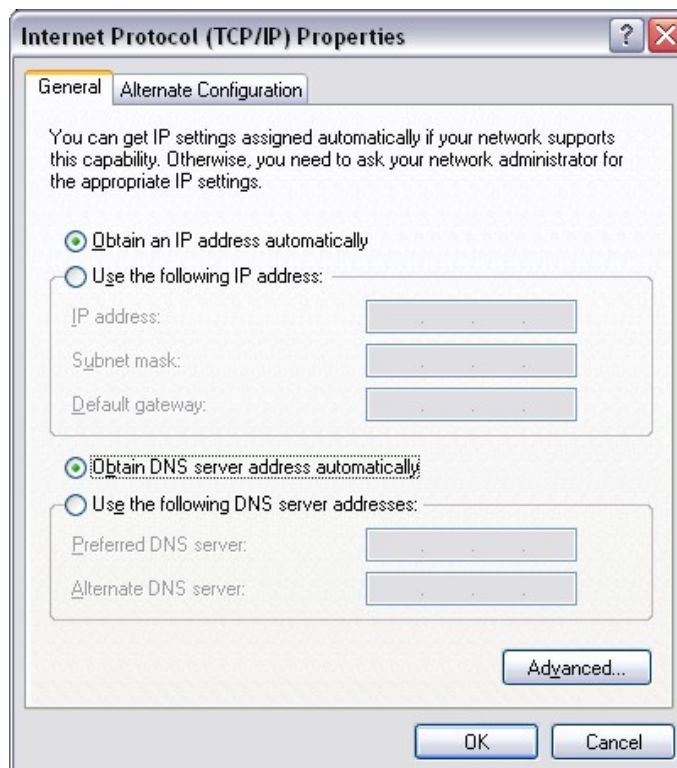 Internet Protocol (TCP/IP) Properties
General
Alternate Configuration
You can get IP settings assigned automatically if your network supports
this capability. Otherwise, you need to ask your network administrator for
the appropriate IP settings.
Obtain an IP address automatically
Use the following IP address:
IP address:
Subnet mask:
Default gateway:
Obtain DNS server address automatically
Use the following DNS server addresses:
Preferred DNS server:
Alternate DNS server:
Advanced...
OK
Cancel